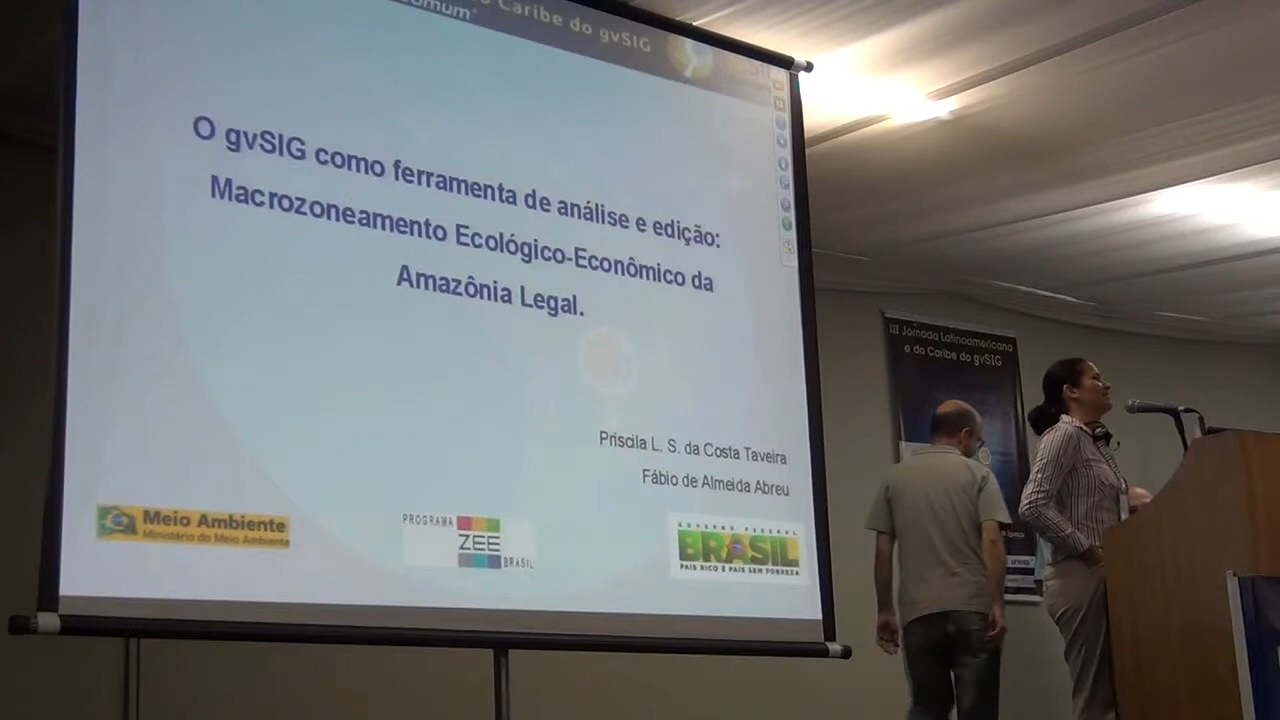 Caribe do gvSIG
O gvSIG como ferramenta de análise e edição:
Macrozoneamento Ecológico-Econômico da
Amazônia Legal.
Priscila L. S. da Costa Taveira
Fábio de Almeida Abreu
Meio Ambiente
Ministério do Meio Ambiente
PROGRAMA
ZEE
BRASIL
GOVERNO FEDERAL
BRASIL
PAÍS RICO É PAÍS SEM POBREZA
III Jornada Latinoamericana
e do Caribe do gvSIG
unesp